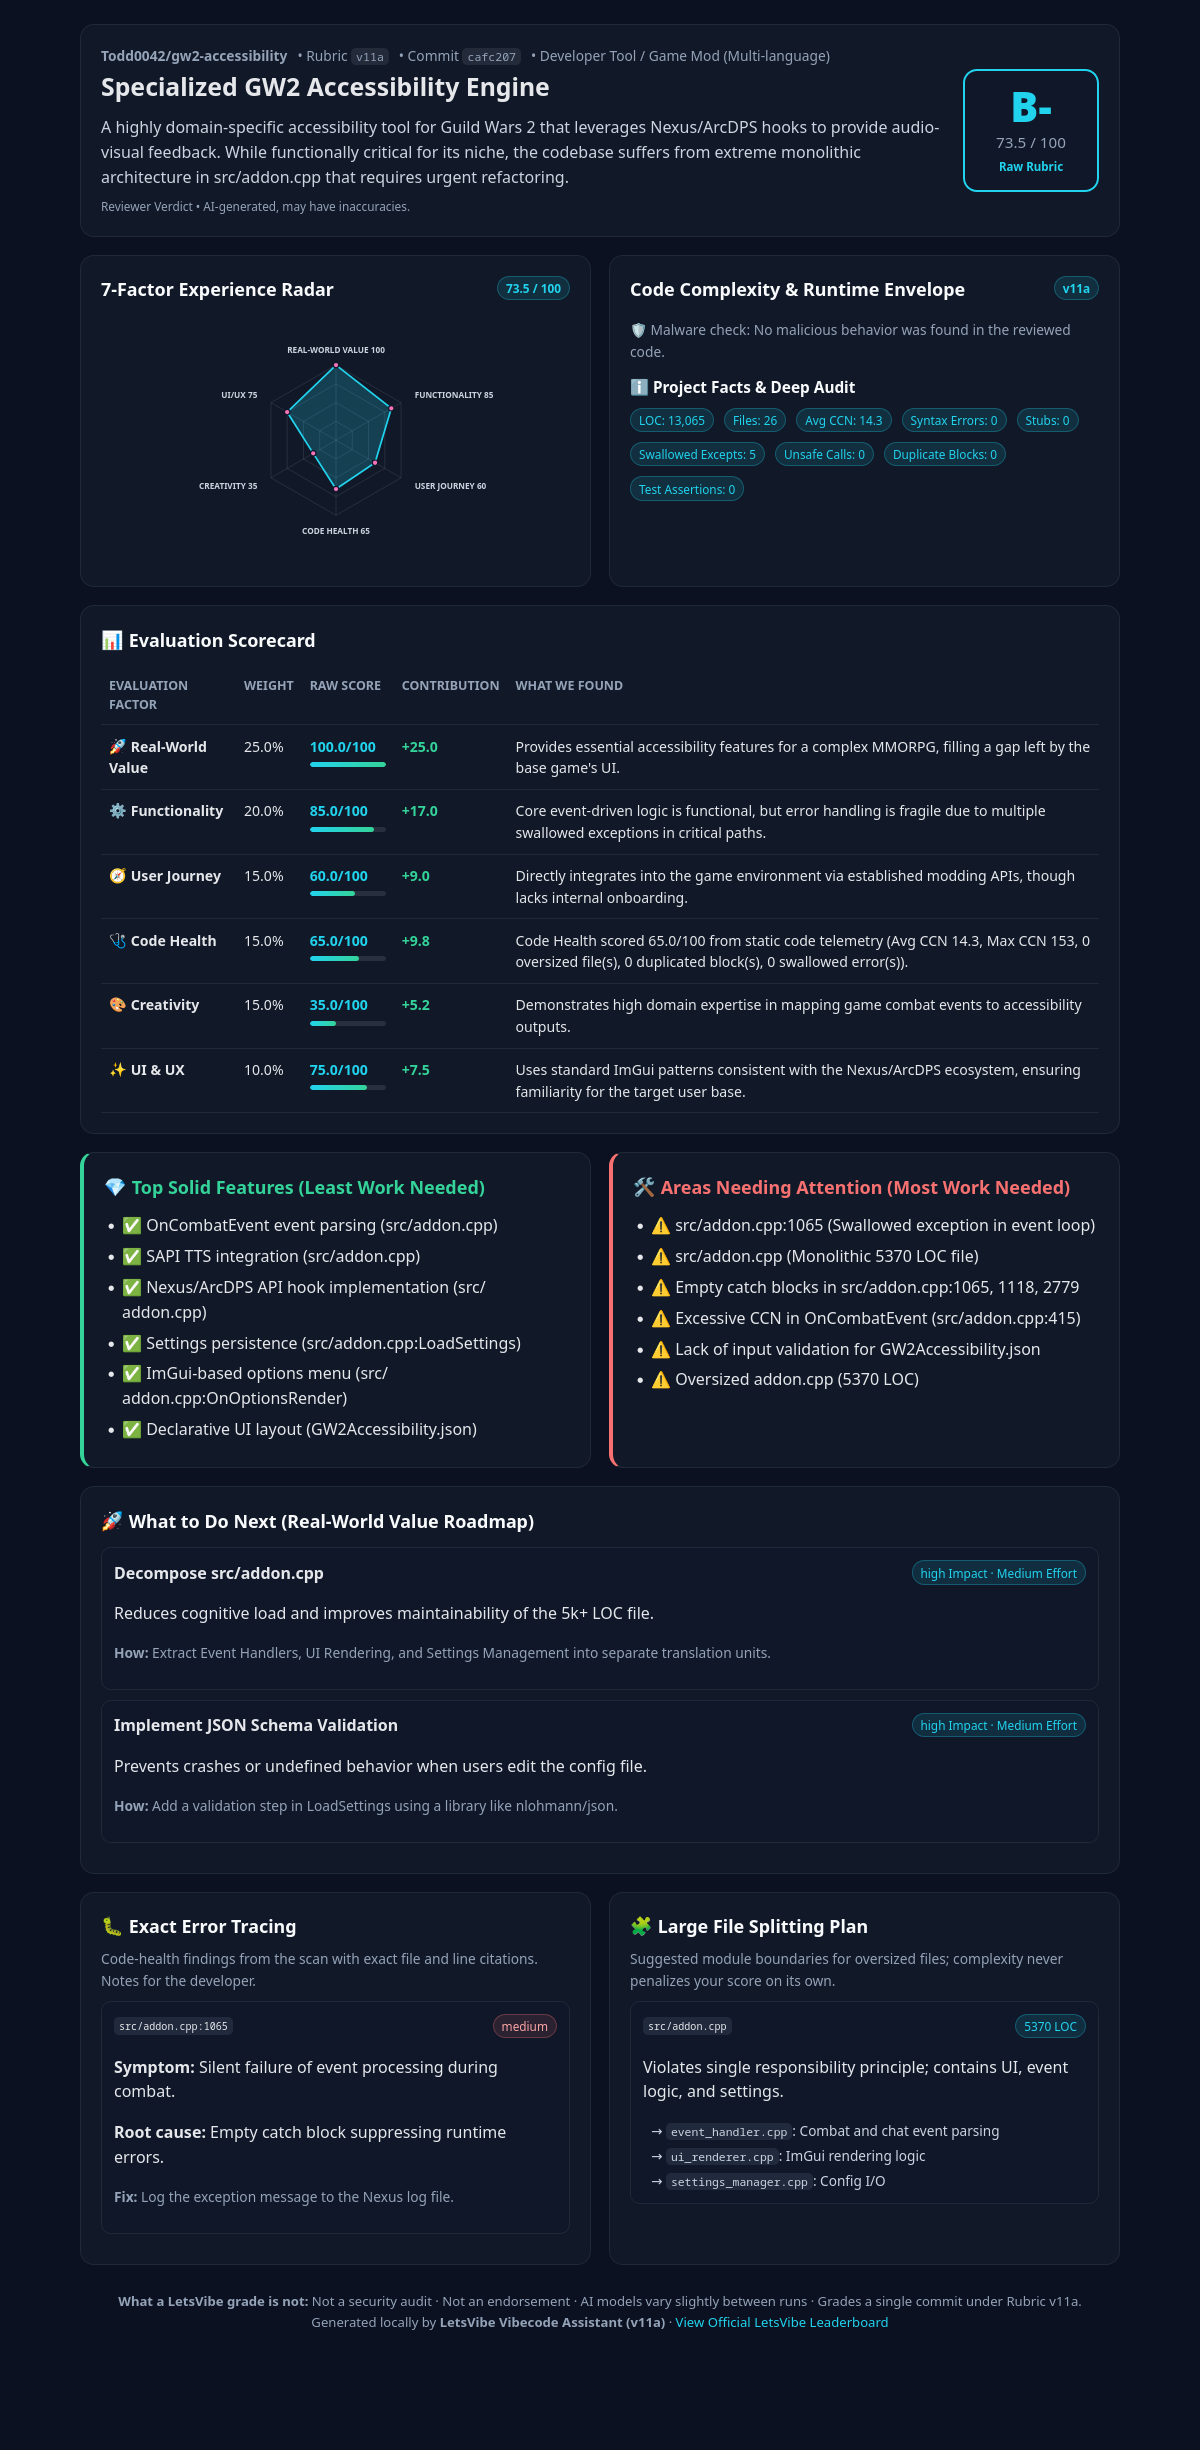 Todd0042/gw2-accessibility • Rubric v11a • Commit cafc207 • Developer Tool / Game Mod (Multi-language)
Specialized GW2 Accessibility Engine
A highly domain-specific accessibility tool for Guild Wars 2 that leverages Nexus/ArcDPS hooks to provide audio-
visual feedback. While functionally critical for its niche, the codebase suffers from extreme monolithic
architecture in src/addon.cpp that requires urgent refactoring.
Reviewer Verdict • AI-generated, may have inaccuracies.
B-
73.5 / 100
Raw Rubric
7-Factor Experience Radar
73.5 / 100
REAL-WORLD VALUE 100
UI/UX 75
FUNCTIONALITY 85
CREATIVITY 35
USER JOURNEY 60
CODE HEALTH 65
Code Complexity & Runtime Envelope
v11a
🛡️ Malware check: No malicious behavior was found in the reviewed
code.
ℹ️ Project Facts & Deep Audit
LOC: 13,065 Files: 26 Avg CCN: 14.3 Syntax Errors: 0 Stubs: 0
Swallowed Excepts: 5 Unsafe Calls: 0 Duplicate Blocks: 0
Test Assertions: 0
📊 Evaluation Scorecard
EVALUATION WEIGHT RAW SCORE CONTRIBUTION WHAT WE FOUND
FACTOR
🚀 Real-World 25.0% 100.0/100 +25.0 Provides essential accessibility features for a complex MMORPG, filling a gap left by the
Value base game's UI.
⚙️ Functionality 20.0% 85.0/100 +17.0 Core event-driven logic is functional, but error handling is fragile due to multiple
swallowed exceptions in critical paths.
🧭 User Journey 15.0% 60.0/100 +9.0 Directly integrates into the game environment via established modding APIs, though
lacks internal onboarding.
🩺 Code Health 15.0% 65.0/100 +9.8 Code Health scored 65.0/100 from static code telemetry (Avg CCN 14.3, Max CCN 153, 0
oversized file(s), 0 duplicated block(s), 0 swallowed error(s)).
🎨 Creativity 15.0% 35.0/100 +5.2 Demonstrates high domain expertise in mapping game combat events to accessibility
outputs.
✨ UI & UX 10.0% 75.0/100 +7.5 Uses standard ImGui patterns consistent with the Nexus/ArcDPS ecosystem, ensuring
familiarity for the target user base.
💎 Top Solid Features (Least Work Needed)
• ✅ OnCombatEvent event parsing (src/addon.cpp)
• ✅ SAPI TTS integration (src/addon.cpp)
• ✅ Nexus/ArcDPS API hook implementation (src/
addon.cpp)
• ✅ Settings persistence (src/addon.cpp:LoadSettings)
• ✅ ImGui-based options menu (src/
addon.cpp:OnOptionsRender)
• ✅ Declarative UI layout (GW2Accessibility.json)
🛠️ Areas Needing Attention (Most Work Needed)
• ⚠️ src/addon.cpp:1065 (Swallowed exception in event loop)
• ⚠️ src/addon.cpp (Monolithic 5370 LOC file)
• ⚠️ Empty catch blocks in src/addon.cpp:1065, 1118, 2779
• ⚠️ Excessive CCN in OnCombatEvent (src/addon.cpp:415)
• ⚠️ Lack of input validation for GW2Accessibility.json
• ⚠️ Oversized addon.cpp (5370 LOC)
🚀 What to Do Next (Real-World Value Roadmap)
Decompose src/addon.cpp
high Impact · Medium Effort
Reduces cognitive load and improves maintainability of the 5k+ LOC file.
How: Extract Event Handlers, UI Rendering, and Settings Management into separate translation units.
Implement JSON Schema Validation
high Impact · Medium Effort
Prevents crashes or undefined behavior when users edit the config file.
How: Add a validation step in LoadSettings using a library like nlohmann/json.
🐛 Exact Error Tracing
Code-health findings from the scan with exact file and line citations.
Notes for the developer.
src/addon.cpp:1065
medium
Symptom: Silent failure of event processing during
combat.
Root cause: Empty catch block suppressing runtime
errors.
Fix: Log the exception message to the Nexus log file.
🧩 Large File Splitting Plan
Suggested module boundaries for oversized files; complexity never
penalizes your score on its own.
src/addon.cpp
5370 LOC
Violates single responsibility principle; contains UI, event
logic, and settings.
→ event_handler.cpp: Combat and chat event parsing
→ ui_renderer.cpp: ImGui rendering logic
→ settings_manager.cpp: Config I/O
What a LetsVibe grade is not: Not a security audit · Not an endorsement · AI models vary slightly between runs · Grades a single commit under Rubric v11a.
Generated locally by LetsVibe Vibecode Assistant (v11a) · View Official LetsVibe Leaderboard